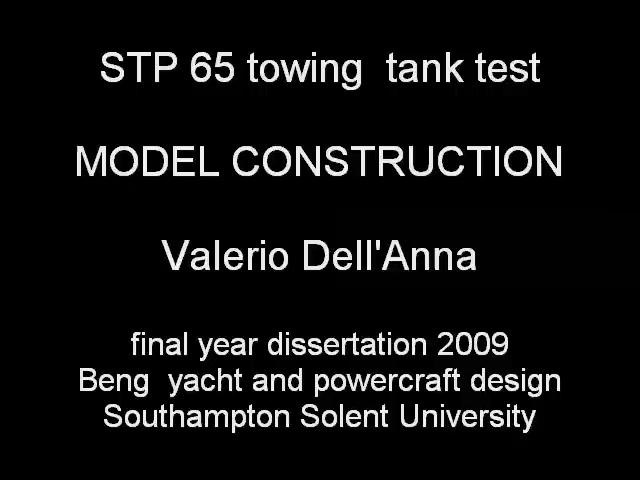 STP 65 towing  tank test
MODEL CONSTRUCTION
Valerio Dell'Anna
final year dissertation 2009
Beng  yacht and powercraft design
Southampton Solent University